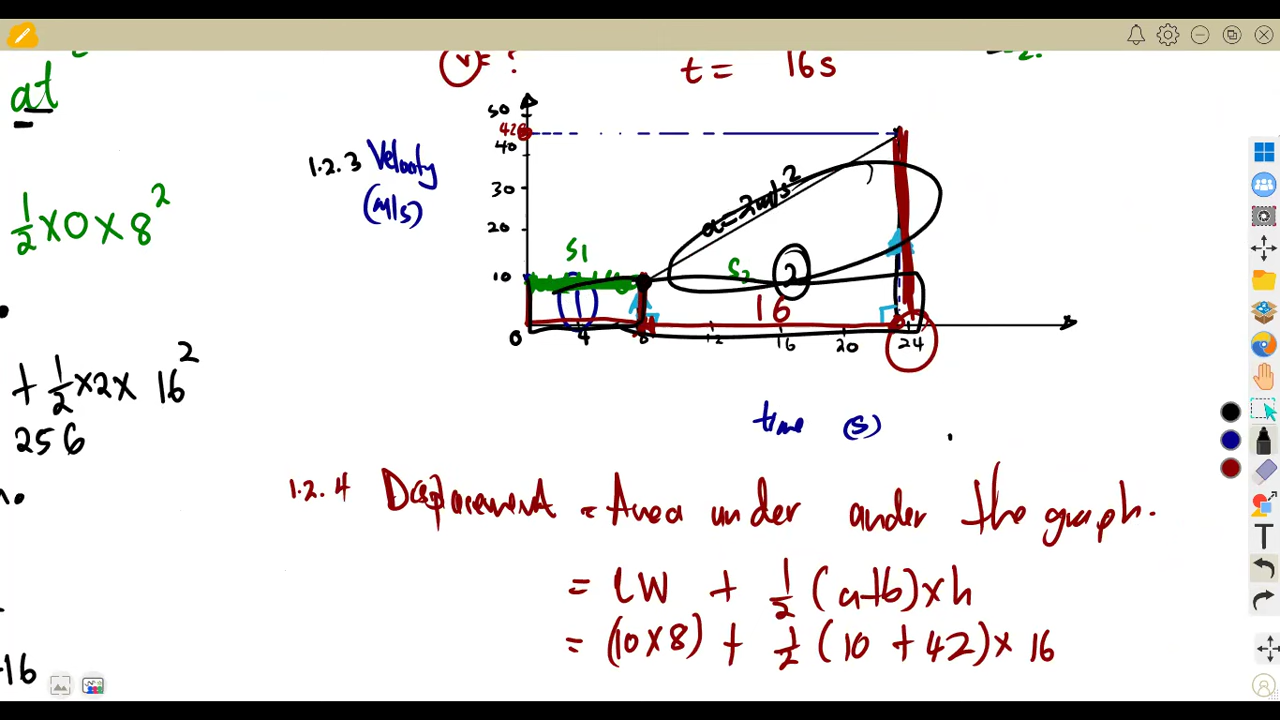 v = ?
t = 16s
at
1/2 x 0 x 8²
+ 1/2 x 2 x 16²
256
-16
1.2.3 Velocity
(m/s)
50
42
40
30
20
10
0
4
8
12
16
20
24
S1
1
a = 2m/s²
S2
2
16
time (s)
1.2.4 Displacement = Area under under the graph.
= lw + 1/2 (a+b) x h
= (10 x 8) + 1/2 (10 + 42) x 16
T